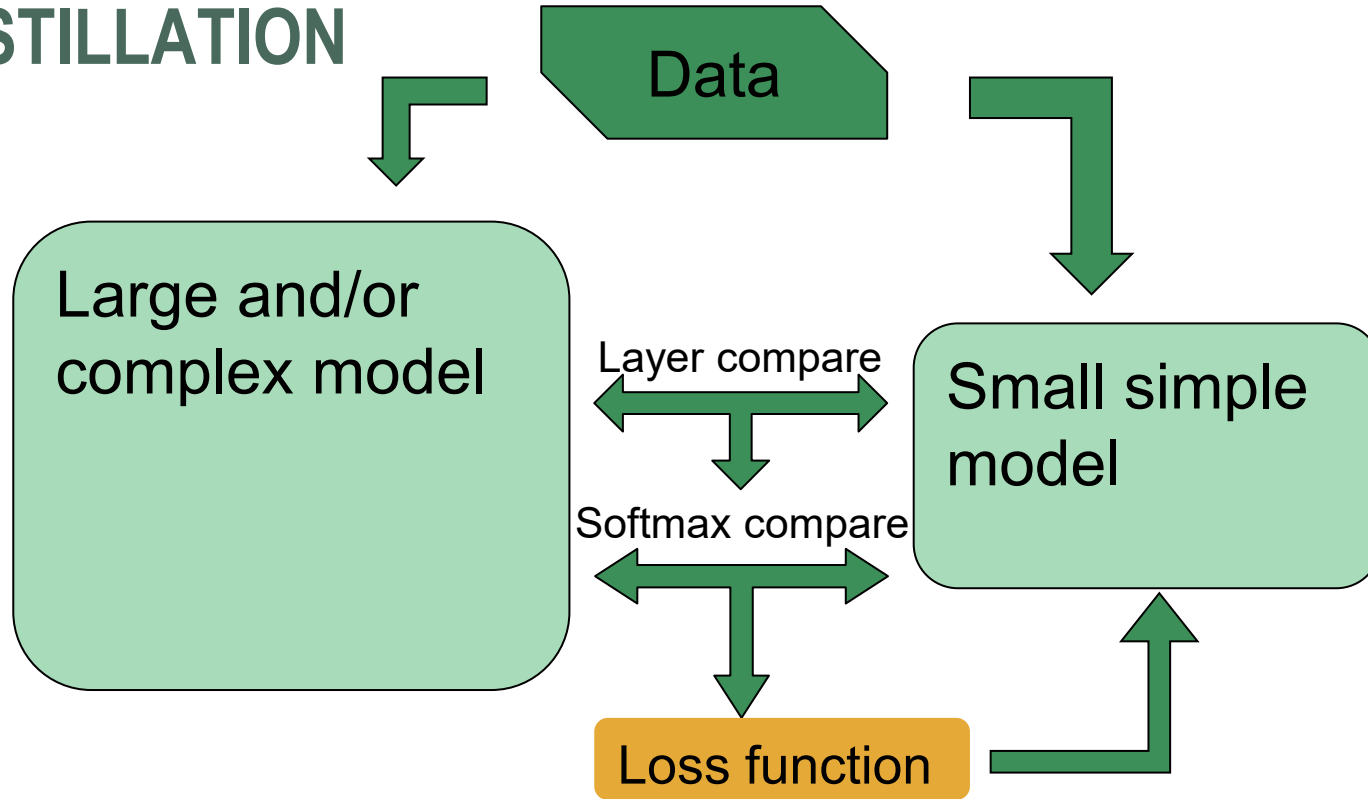 STILLATION
Data
Large and/or
complex model
Layer compare
Small simple
model
Softmax compare
Loss function